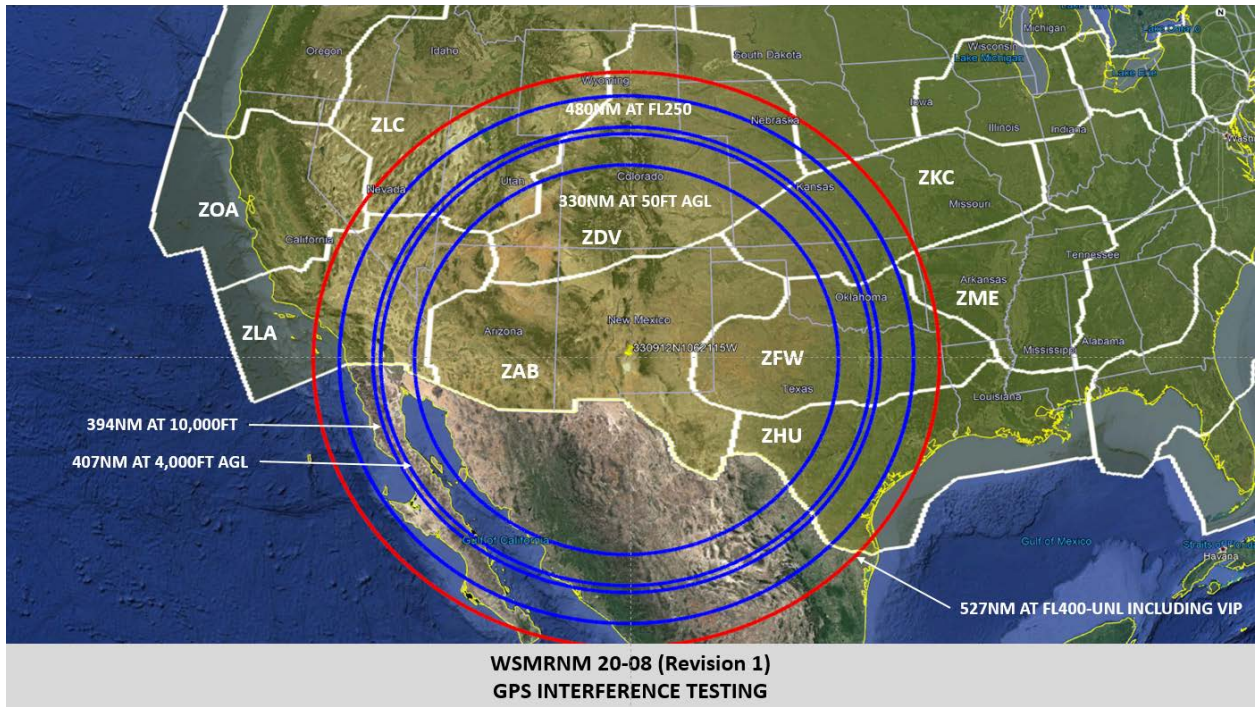 Michigan
Oregon
Idaho
South Dakota
Wisconsin
Lake Michigan
Wyoming
480NM AT FL250
Nebraska
Iowa
ZLC
Illinois
Indiana
Nevada
Utah
Colorado
Kansas
ZKC
Missouri
ZOA
330NM AT 50FT AGL
ZDV
California
Tennessee
Arkansas
Oklahoma
ZME
ZLA
Arizona
New Mexico
330912N1062115W
Mississippi
Alabama
ZAB
ZFW
Texas
Louisiana
394NM AT 10,000FT
407NM AT 4,000FT AGL
ZHU
Gulf of California
Gulf of Mexico
Havana
527NM AT FL400-UNL INCLUDING VIP
WSMRNM 20-08 (Revision 1)
GPS INTERFERENCE TESTING